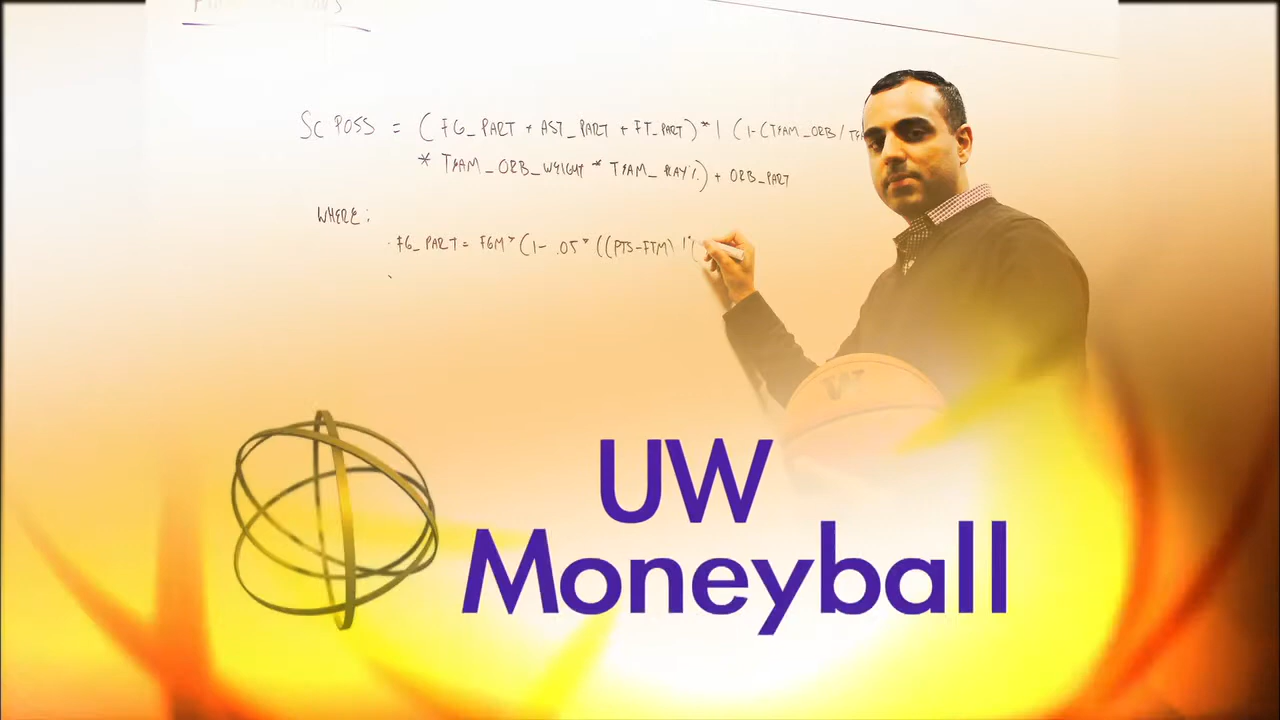 SC POSS = (FG_PART + AST_PART + FT_PART) * | (1-(TEAM_ORB /
* TEAM_ORB_WEIGHT * TEAM_PLAY%) + ORB_PART
WHERE:
· FG_PART = FGM * (1- .05 * ((PTS-FTM) |
W
UW
Moneyball